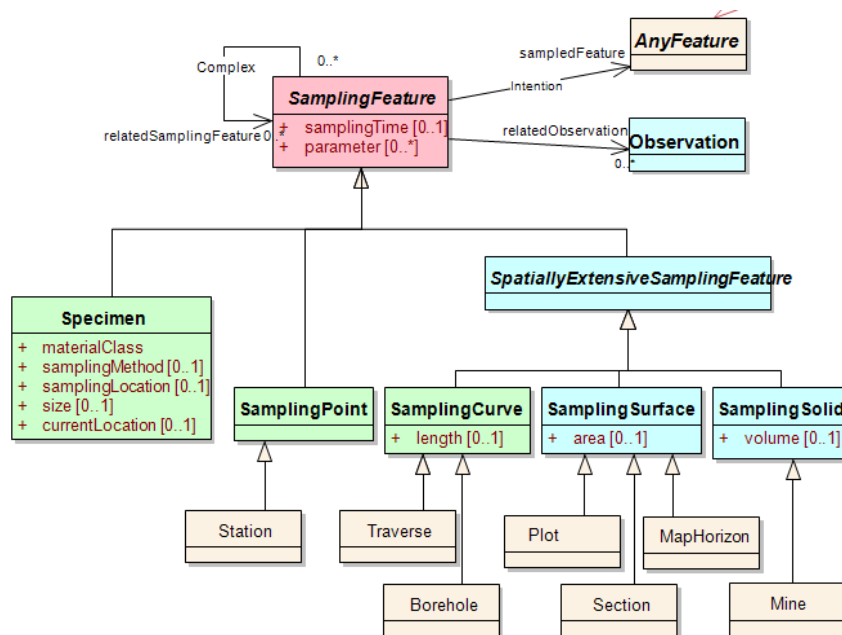 AnyFeature
sampledFeature
0..*
Complex
Intention
SamplingFeature
+ samplingTime [0..1]
+ parameter [0..*]
relatedSamplingFeature 0..*
relatedObservation
Observation
0..*
SpatiallyExtensiveSamplingFeature
Specimen
+ materialClass
+ samplingMethod [0..1]
+ samplingLocation [0..1]
+ size [0..1]
+ currentLocation [0..1]
SamplingPoint
SamplingCurve
+ length [0..1]
SamplingSurface
+ area [0..1]
SamplingSolid
+ volume [0..1]
Station
Traverse
Plot
MapHorizon
Borehole
Section
Mine